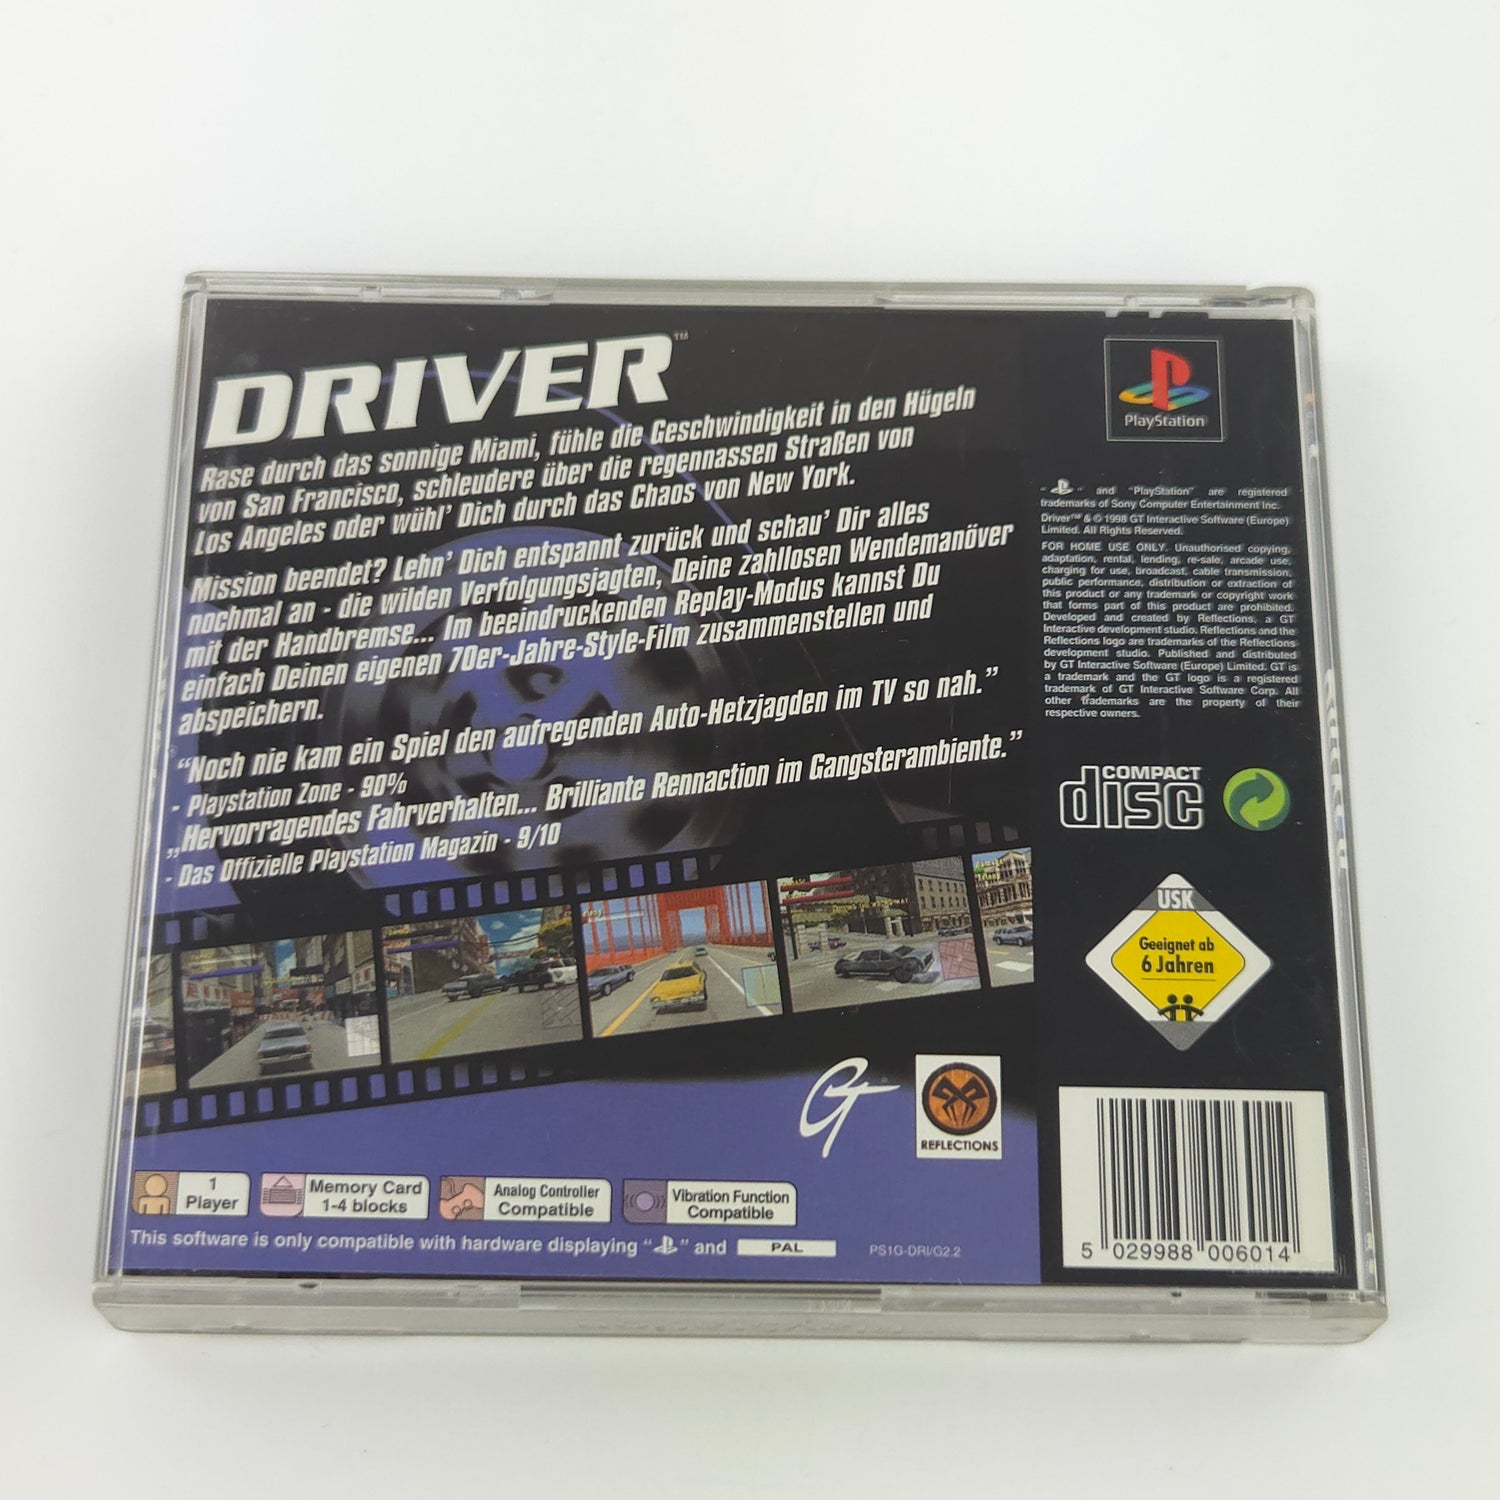 DRIVER™
Rase durch das sonnige Miami, fühle die Geschwindigkeit in den Hügeln
von San Francisco, schleudere über die regennassen Straßen von
Los Angeles oder wühl' Dich durch das Chaos von New York.
Mission beendet? Lehn' Dich entspannt zurück und schau' Dir alles
nochmal an - die wilden Verfolgungsjagten, Deine zahllosen Wendemanöver
mit der Handbremse... Im beeindruckenden Replay-Modus kannst Du
einfach Deinen eigenen 70er-Jahre-Style-Film zusammenstellen und
abspeichern.
“Noch nie kam ein Spiel den aufregenden Auto-Hetzjagden im TV so nah.”
- Playstation Zone - 90%
„Hervorragendes Fahrverhalten... Brilliante Rennaction im Gangsterambiente.”
- Das Offizielle Playstation Magazin - 9/10
GT
REFLECTIONS
1
Player
Memory Card
1-4 blocks
Analog Controller
Compatible
Vibration Function
Compatible
This software is only compatible with hardware displaying “ ” and PAL
PS1G-DRI/G2.2
PlayStation
“ ” and “PlayStation” are registered
trademarks of Sony Computer Entertainment Inc.
Driver™ & © 1998 GT Interactive Software (Europe)
Limited. All Rights Reserved.
FOR HOME USE ONLY. Unauthorised copying,
adaptation, rental, lending, re-sale, arcade use,
charging for use, broadcast, cable transmission,
public performance, distribution or extraction of
this product or any trademark or copyright work
that forms part of this product are prohibited.
Developed and created by Reflections, a GT
Interactive development studio. Reflections and the
Reflections logo are trademarks of the Reflections
development studio. Published and distributed
by GT Interactive Software (Europe) Limited. GT is
a trademark and the GT logo is a registered
trademark of GT Interactive Software Corp. All
other trademarks are the property of their
respective owners.
COMPACT
disc
USK
Geeignet ab
6 Jahren
5 029988 006014